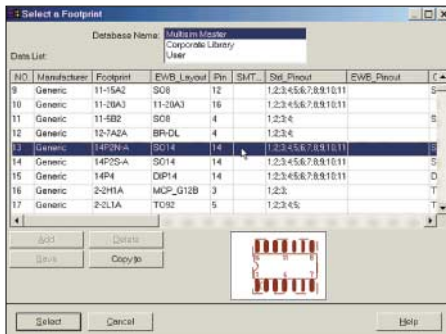 Select a Footprint
Database Name: Multisim Master
Corporate Library
User
Data List:
NO. Manufacturer Footprint EWB_Layout Pin SMT... Std_Pinout EWB_Pinout
9 Generic 11-15A2 SO8 12 1;2;3;4;5;6;7;8;9;10;11
10 Generic 11-20A3 11-20A3 16 1;2;3;4;5;6;7;8;9;10;11
11 Generic 11-5B2 SO8 4 1;2;3;4;
12 Generic 12-7A2A BR-DL 4 1;2;3;4;
13 Generic 14P2N-A SO14 14 1;2;3;4;5;6;7;8;9;10;11
14 Generic 14P2S-A SO14 14 1;2;3;4;5;6;7;8;9;10;11
15 Generic 14P4 DIP14 14 1;2;3;4;5;6;7;8;9;10;11
16 Generic 2-2H1A MCP_G12B 3 1;2;3;
17 Generic 2-2L1A TO92 5 1;2;3;4;5;
Add Delete
Save Copy to
Select Cancel Help